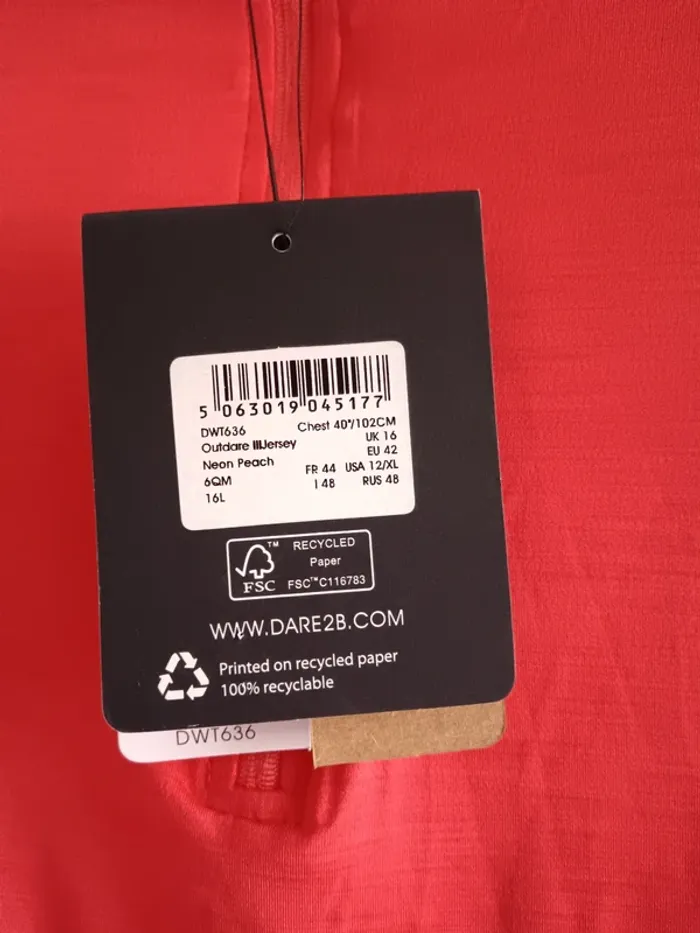 5 063019 045177
DWT636 Chest 40"/102CM
Outdare IIIJersey UK 16
Neon Peach EU 42
6QM FR 44 USA 12/XL
16L I 48 RUS 48
FSC™
RECYCLED
Paper
FSC™C116783
WWW.DARE2B.COM
Printed on recycled paper
100% recyclable
DWT636